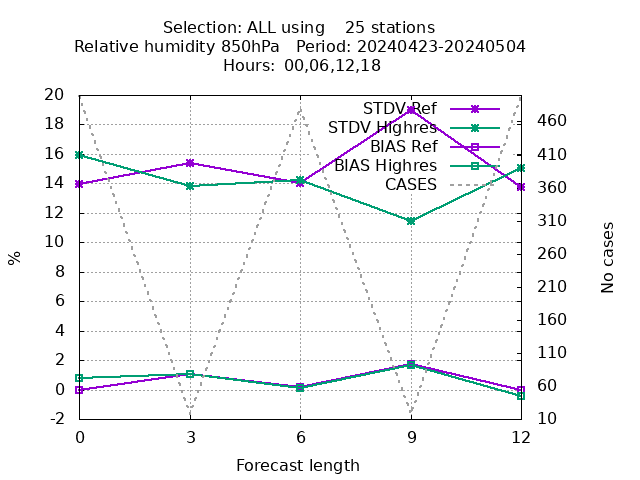 Selection: ALL using    25 stations
Relative humidity 850hPa   Period: 20240423-20240504
Hours: 00,06,12,18
STDV Ref
STDV Highres
BIAS Ref
BIAS Highres
CASES
20
18
16
14
12
10
8
6
4
2
0
-2
%
460
410
360
310
260
210
160
110
60
10
No cases
0 3 6 9 12
Forecast length